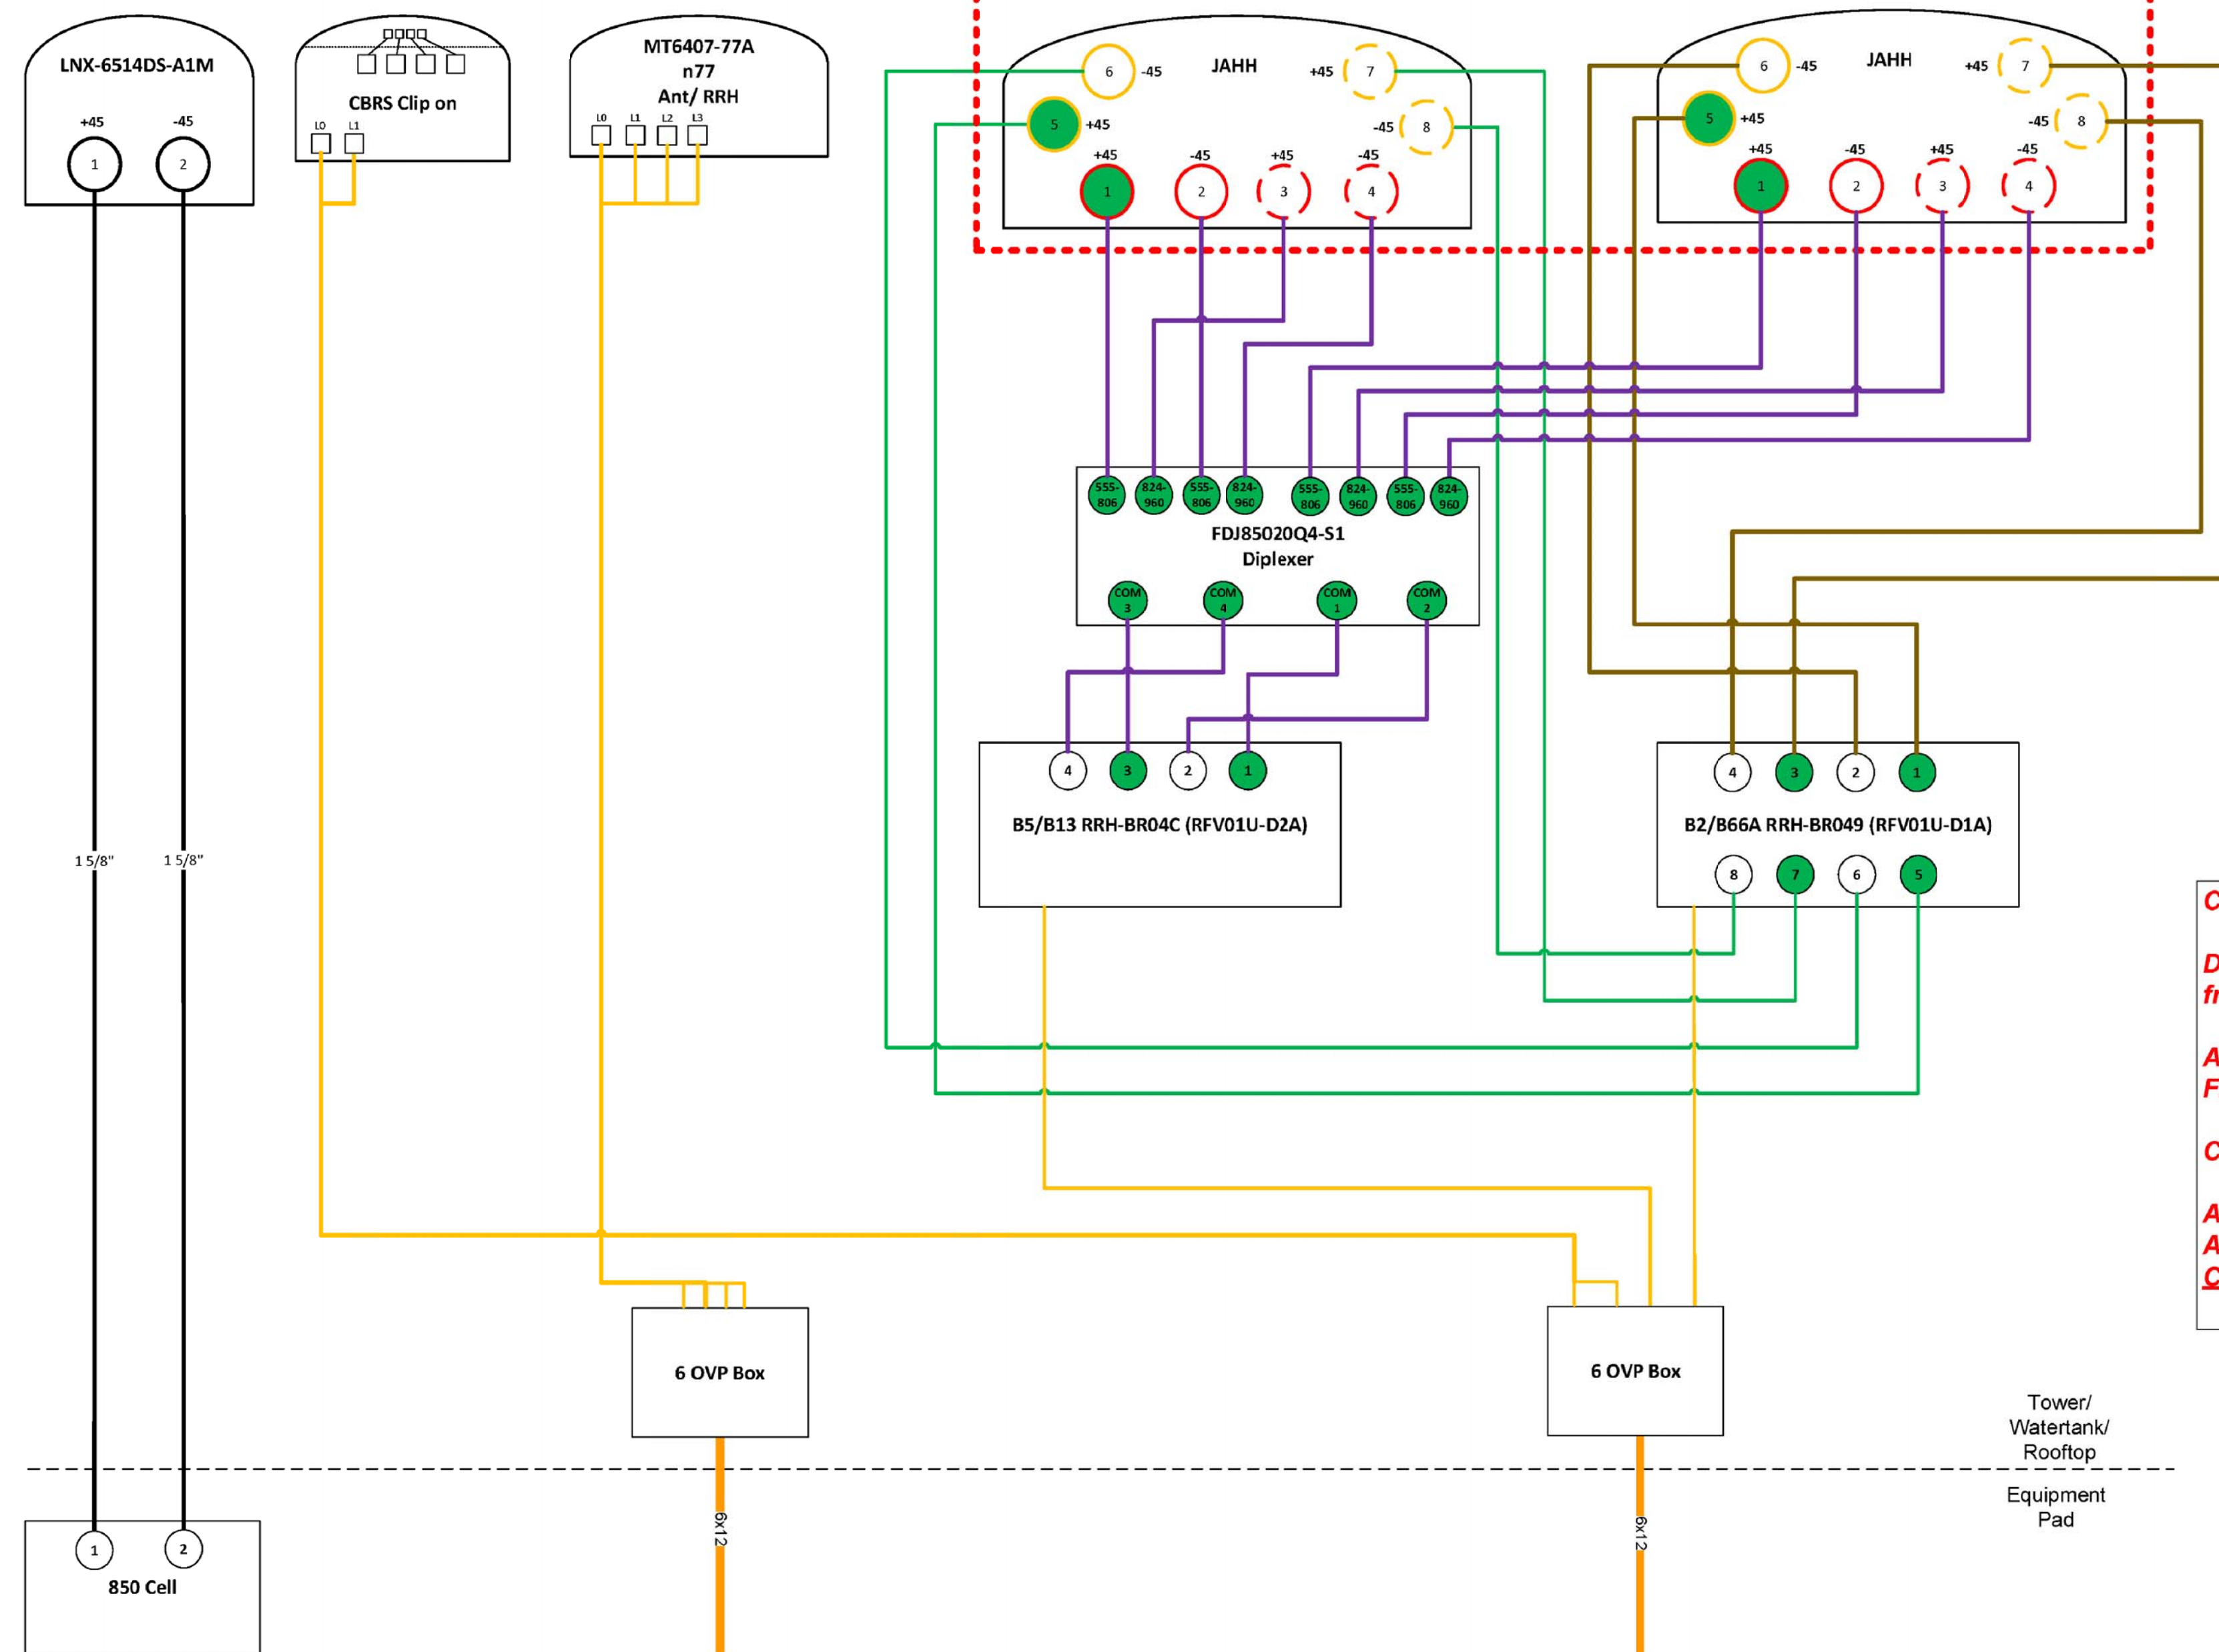 LNX-6514DS-A1M
+45 -45
1 2
CBRS Clip on
L0 L1
MT6407-77A
n77
Ant/ RRH
L0 L1 L2 L3
JAHH
6 -45
+45 7
5 +45
-45 8
+45 -45 +45 -45
1 2 3 4
JAHH
6 -45
+45 7
5 +45
-45 8
+45 -45 +45 -45
1 2 3 4
555-806 824-960 555-806 824-960 555-806 824-960 555-806 824-960
FDJ85020Q4-S1
Diplexer
COM 3 COM 4 COM 1 COM 2
4 3 2 1
B5/B13 RRH-BR04C (RFV01U-D2A)
4 3 2 1
B2/B66A RRH-BR049 (RFV01U-D1A)
8 7 6 5
1 5/8" 1 5/8"
C
D
fr
A
F
C
A
A
C
6 OVP Box
6 OVP Box
Tower/
Watertank/
Rooftop
Equipment
Pad
6x12
6x12
1 2
850 Cell